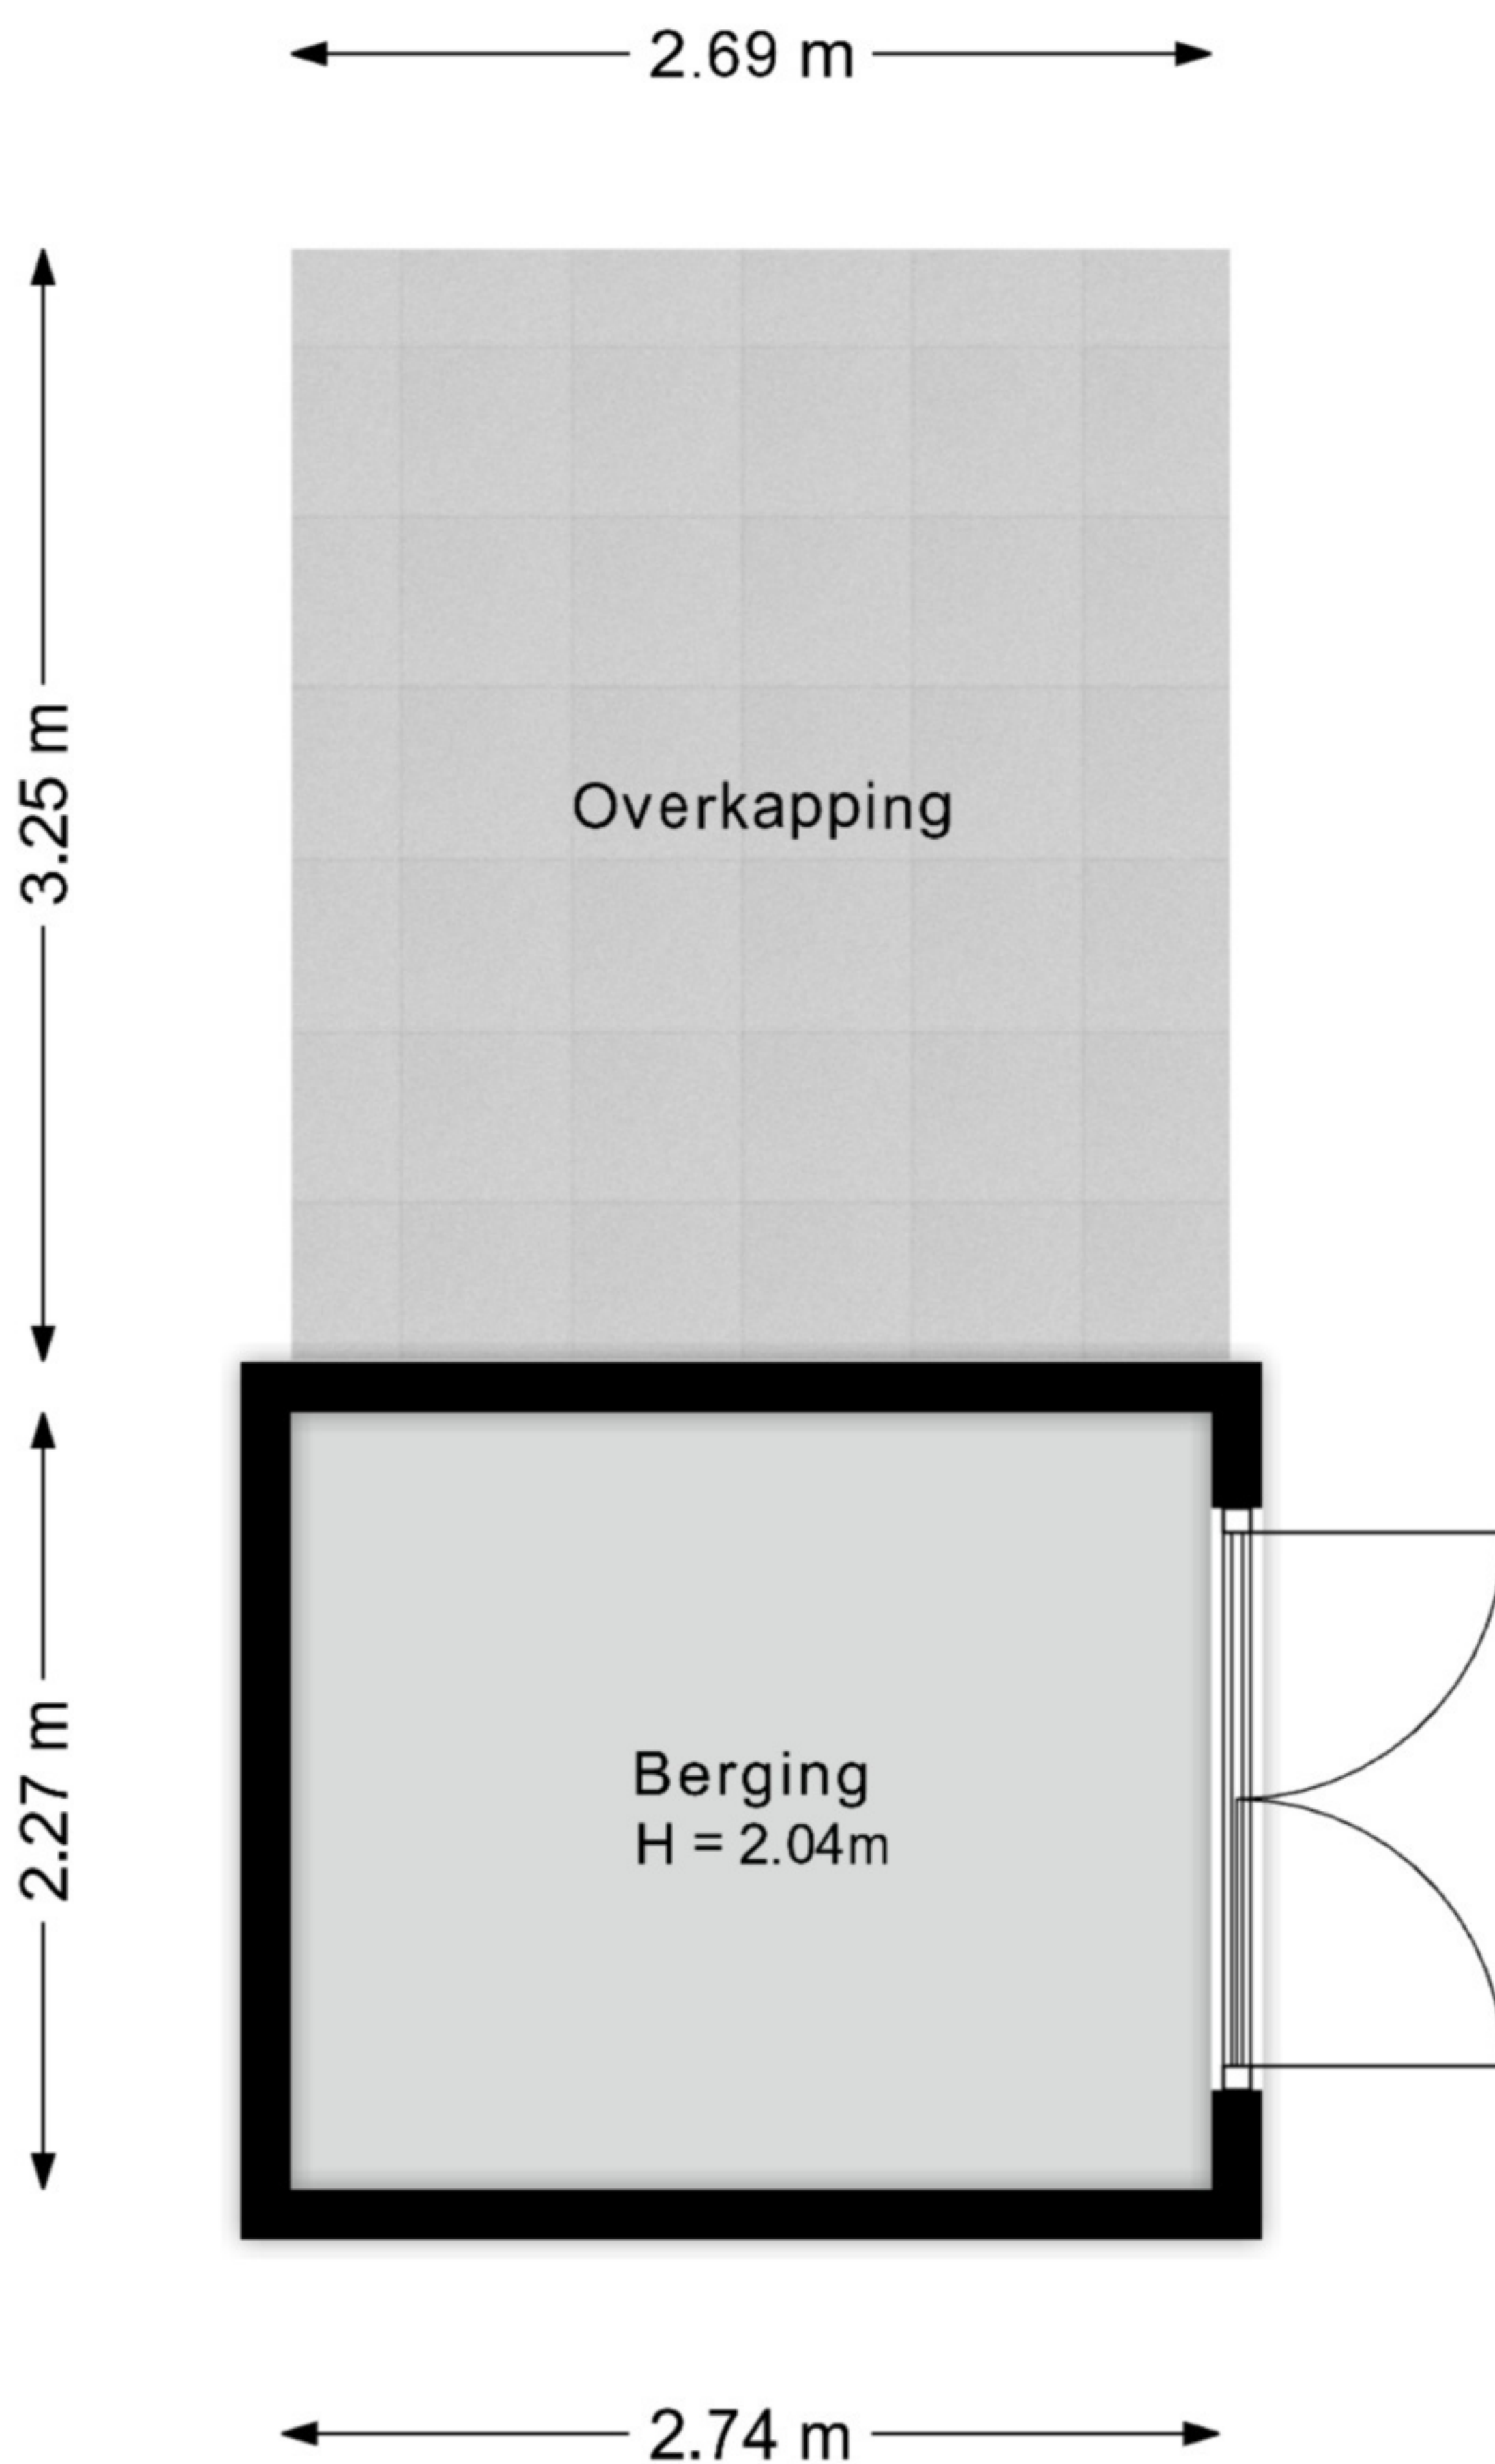 2.69 m
3.25 m
Overkapping
2.27 m
Berging
H = 2.04m
2.74 m